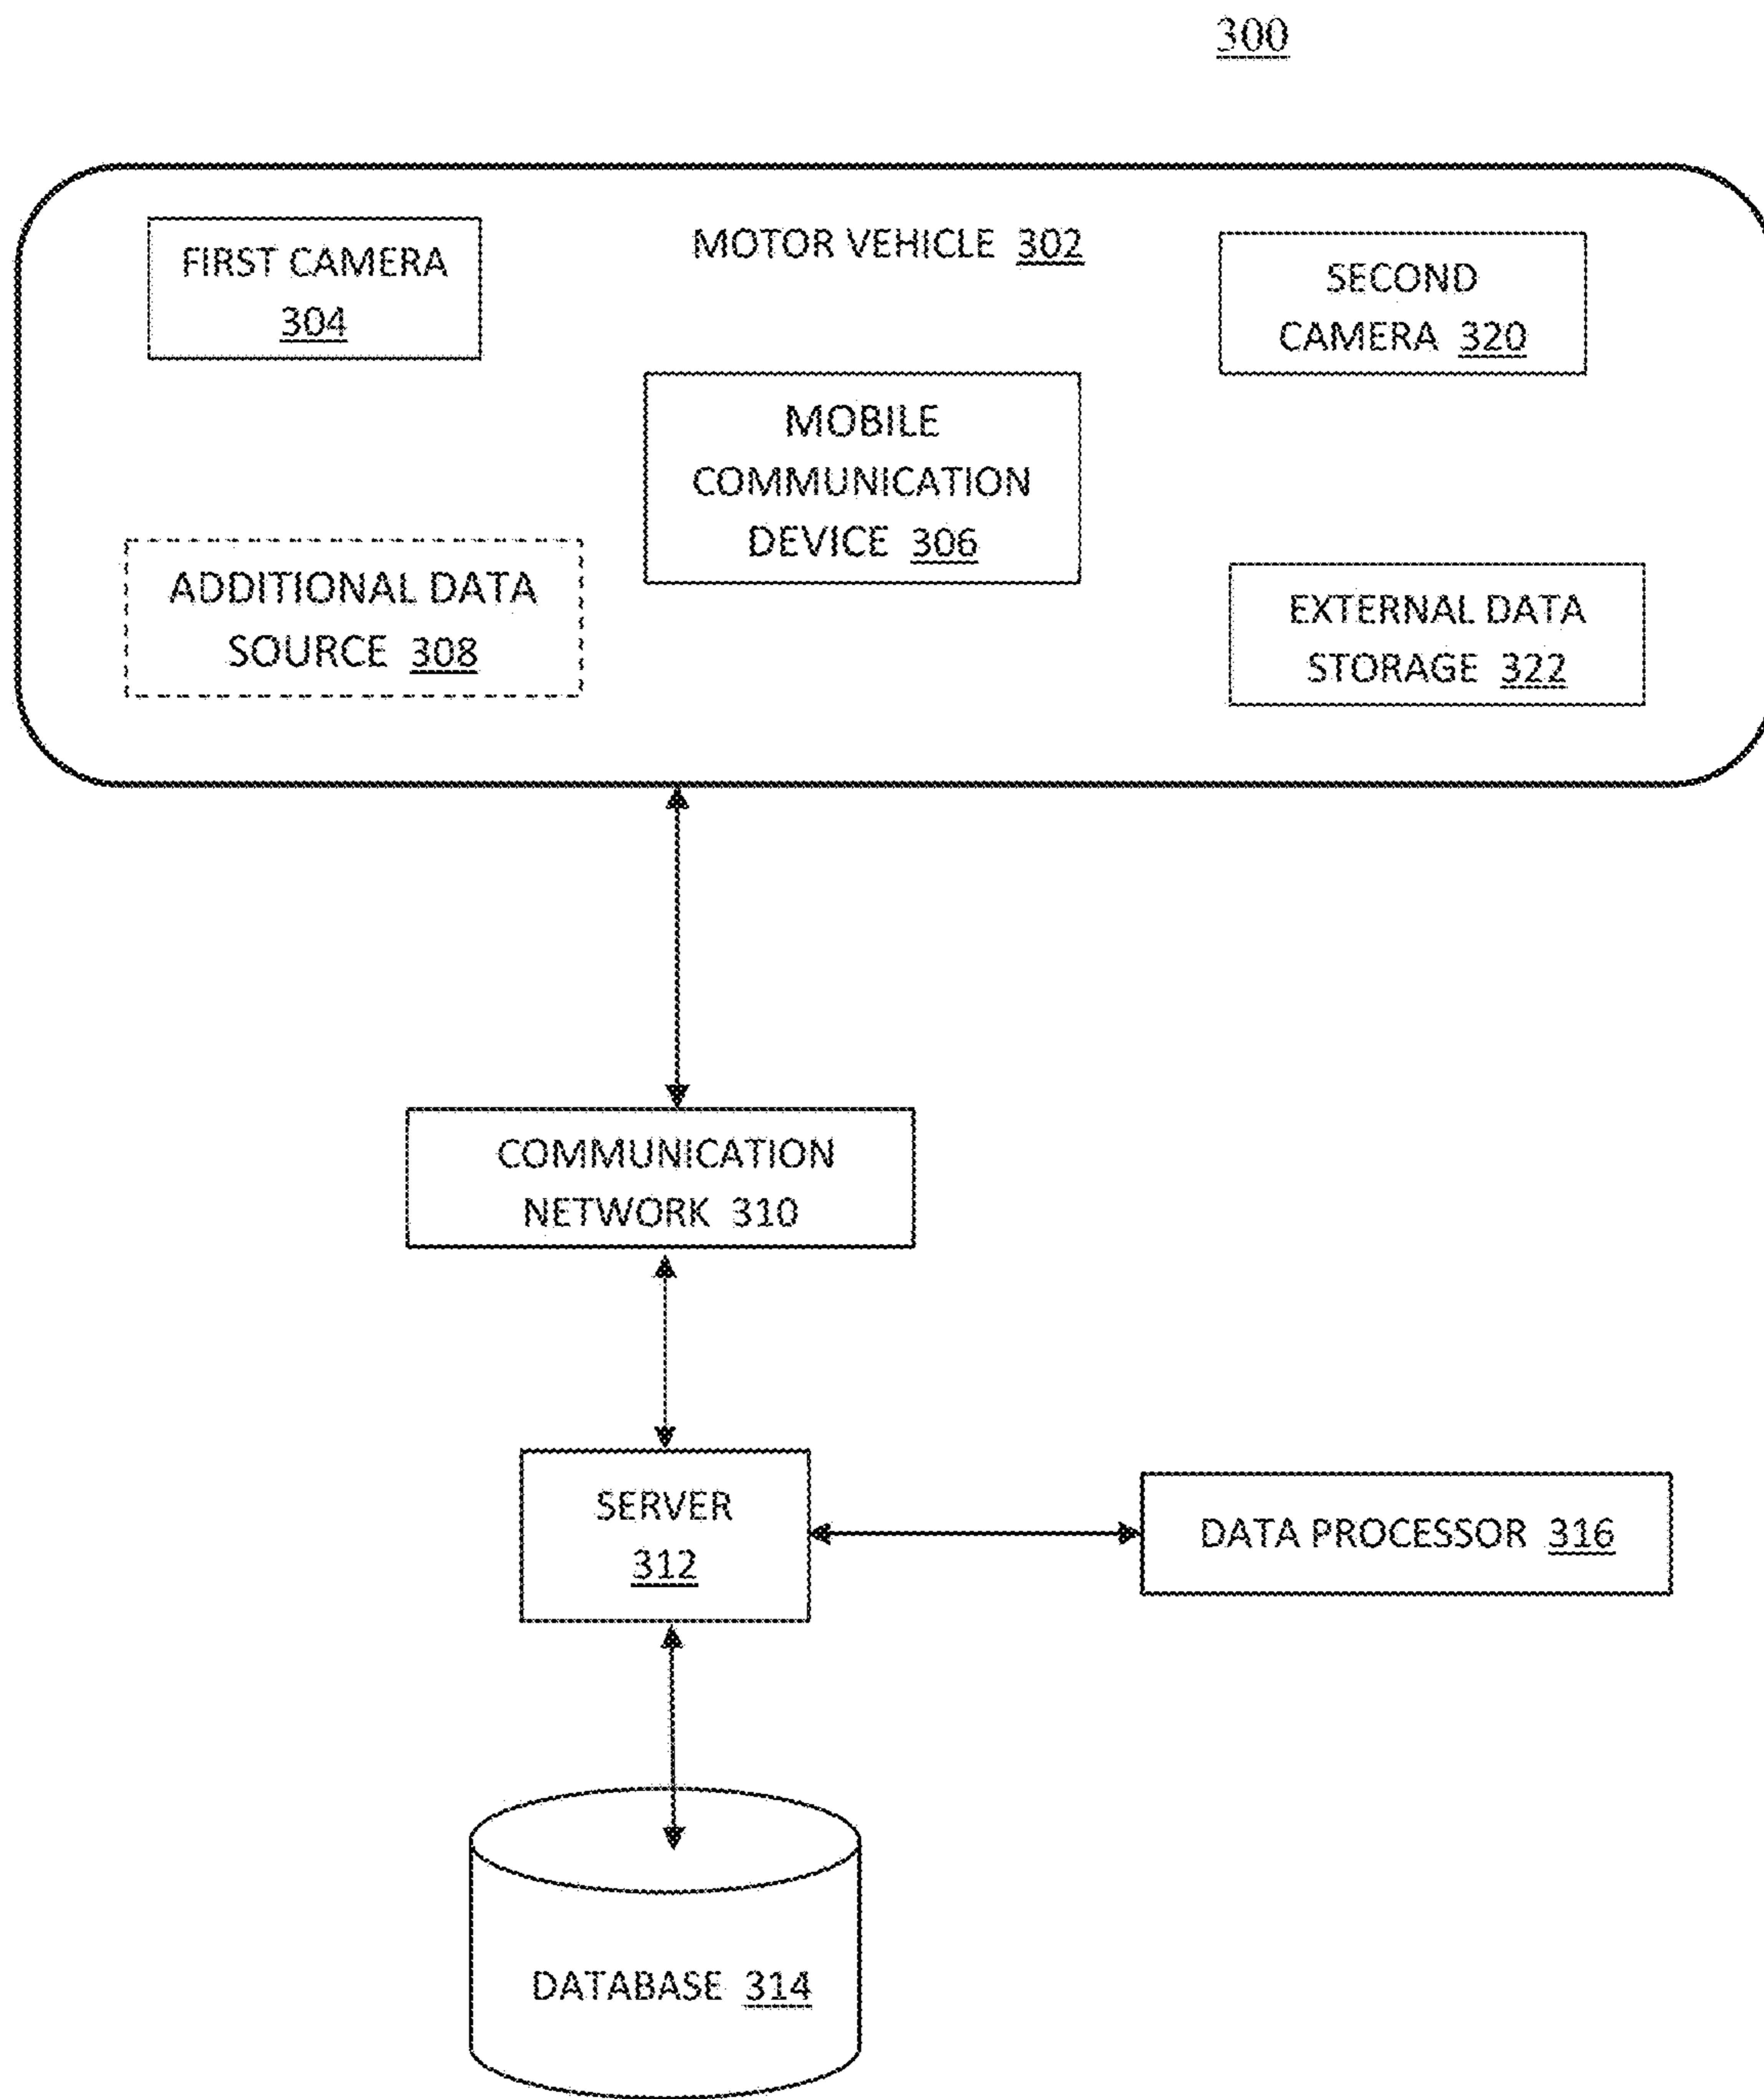 300
FIRST CAMERA
304
MOTOR VEHICLE 302
SECOND
CAMERA 320
MOBILE
COMMUNICATION
DEVICE 306
ADDITIONAL DATA
SOURCE 308
EXTERNAL DATA
STORAGE 322
COMMUNICATION
NETWORK 310
SERVER
312
DATA PROCESSOR 316
DATABASE 314